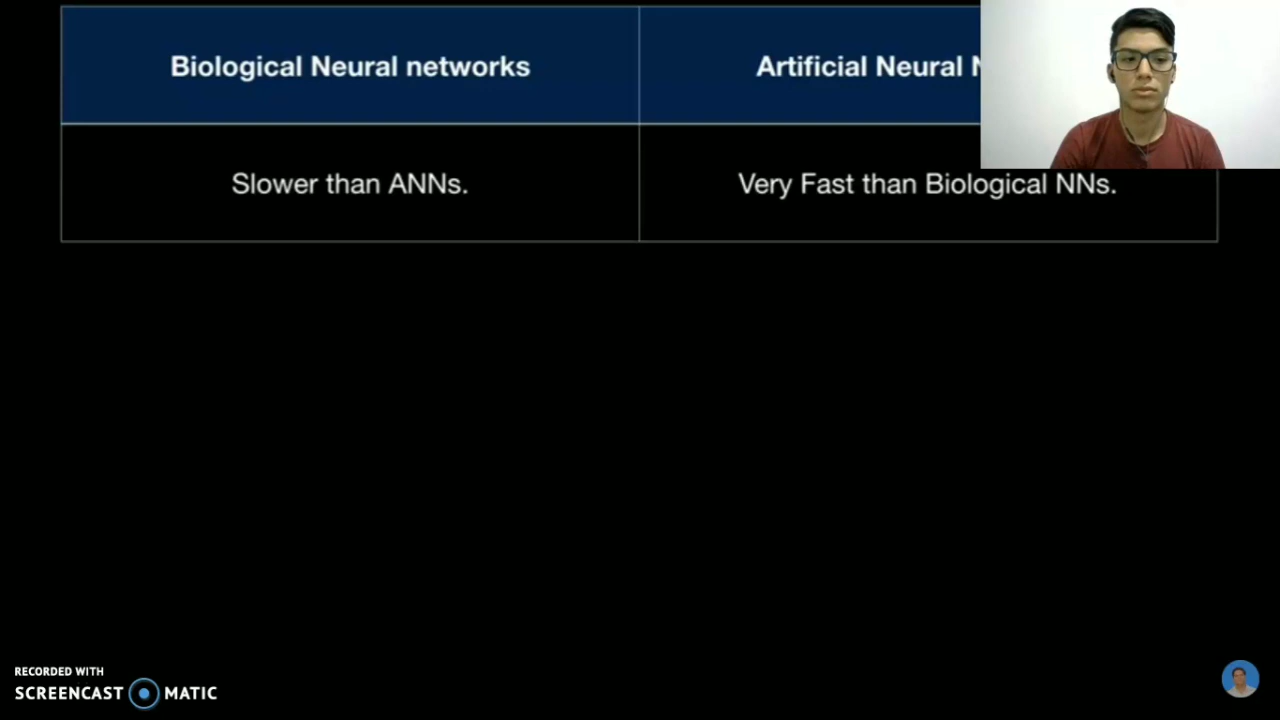 Biological Neural networks
Artificial Neural
Slower than ANNs.
Very Fast than Biological NNs.
RECORDED WITH
SCREENCAST MATIC